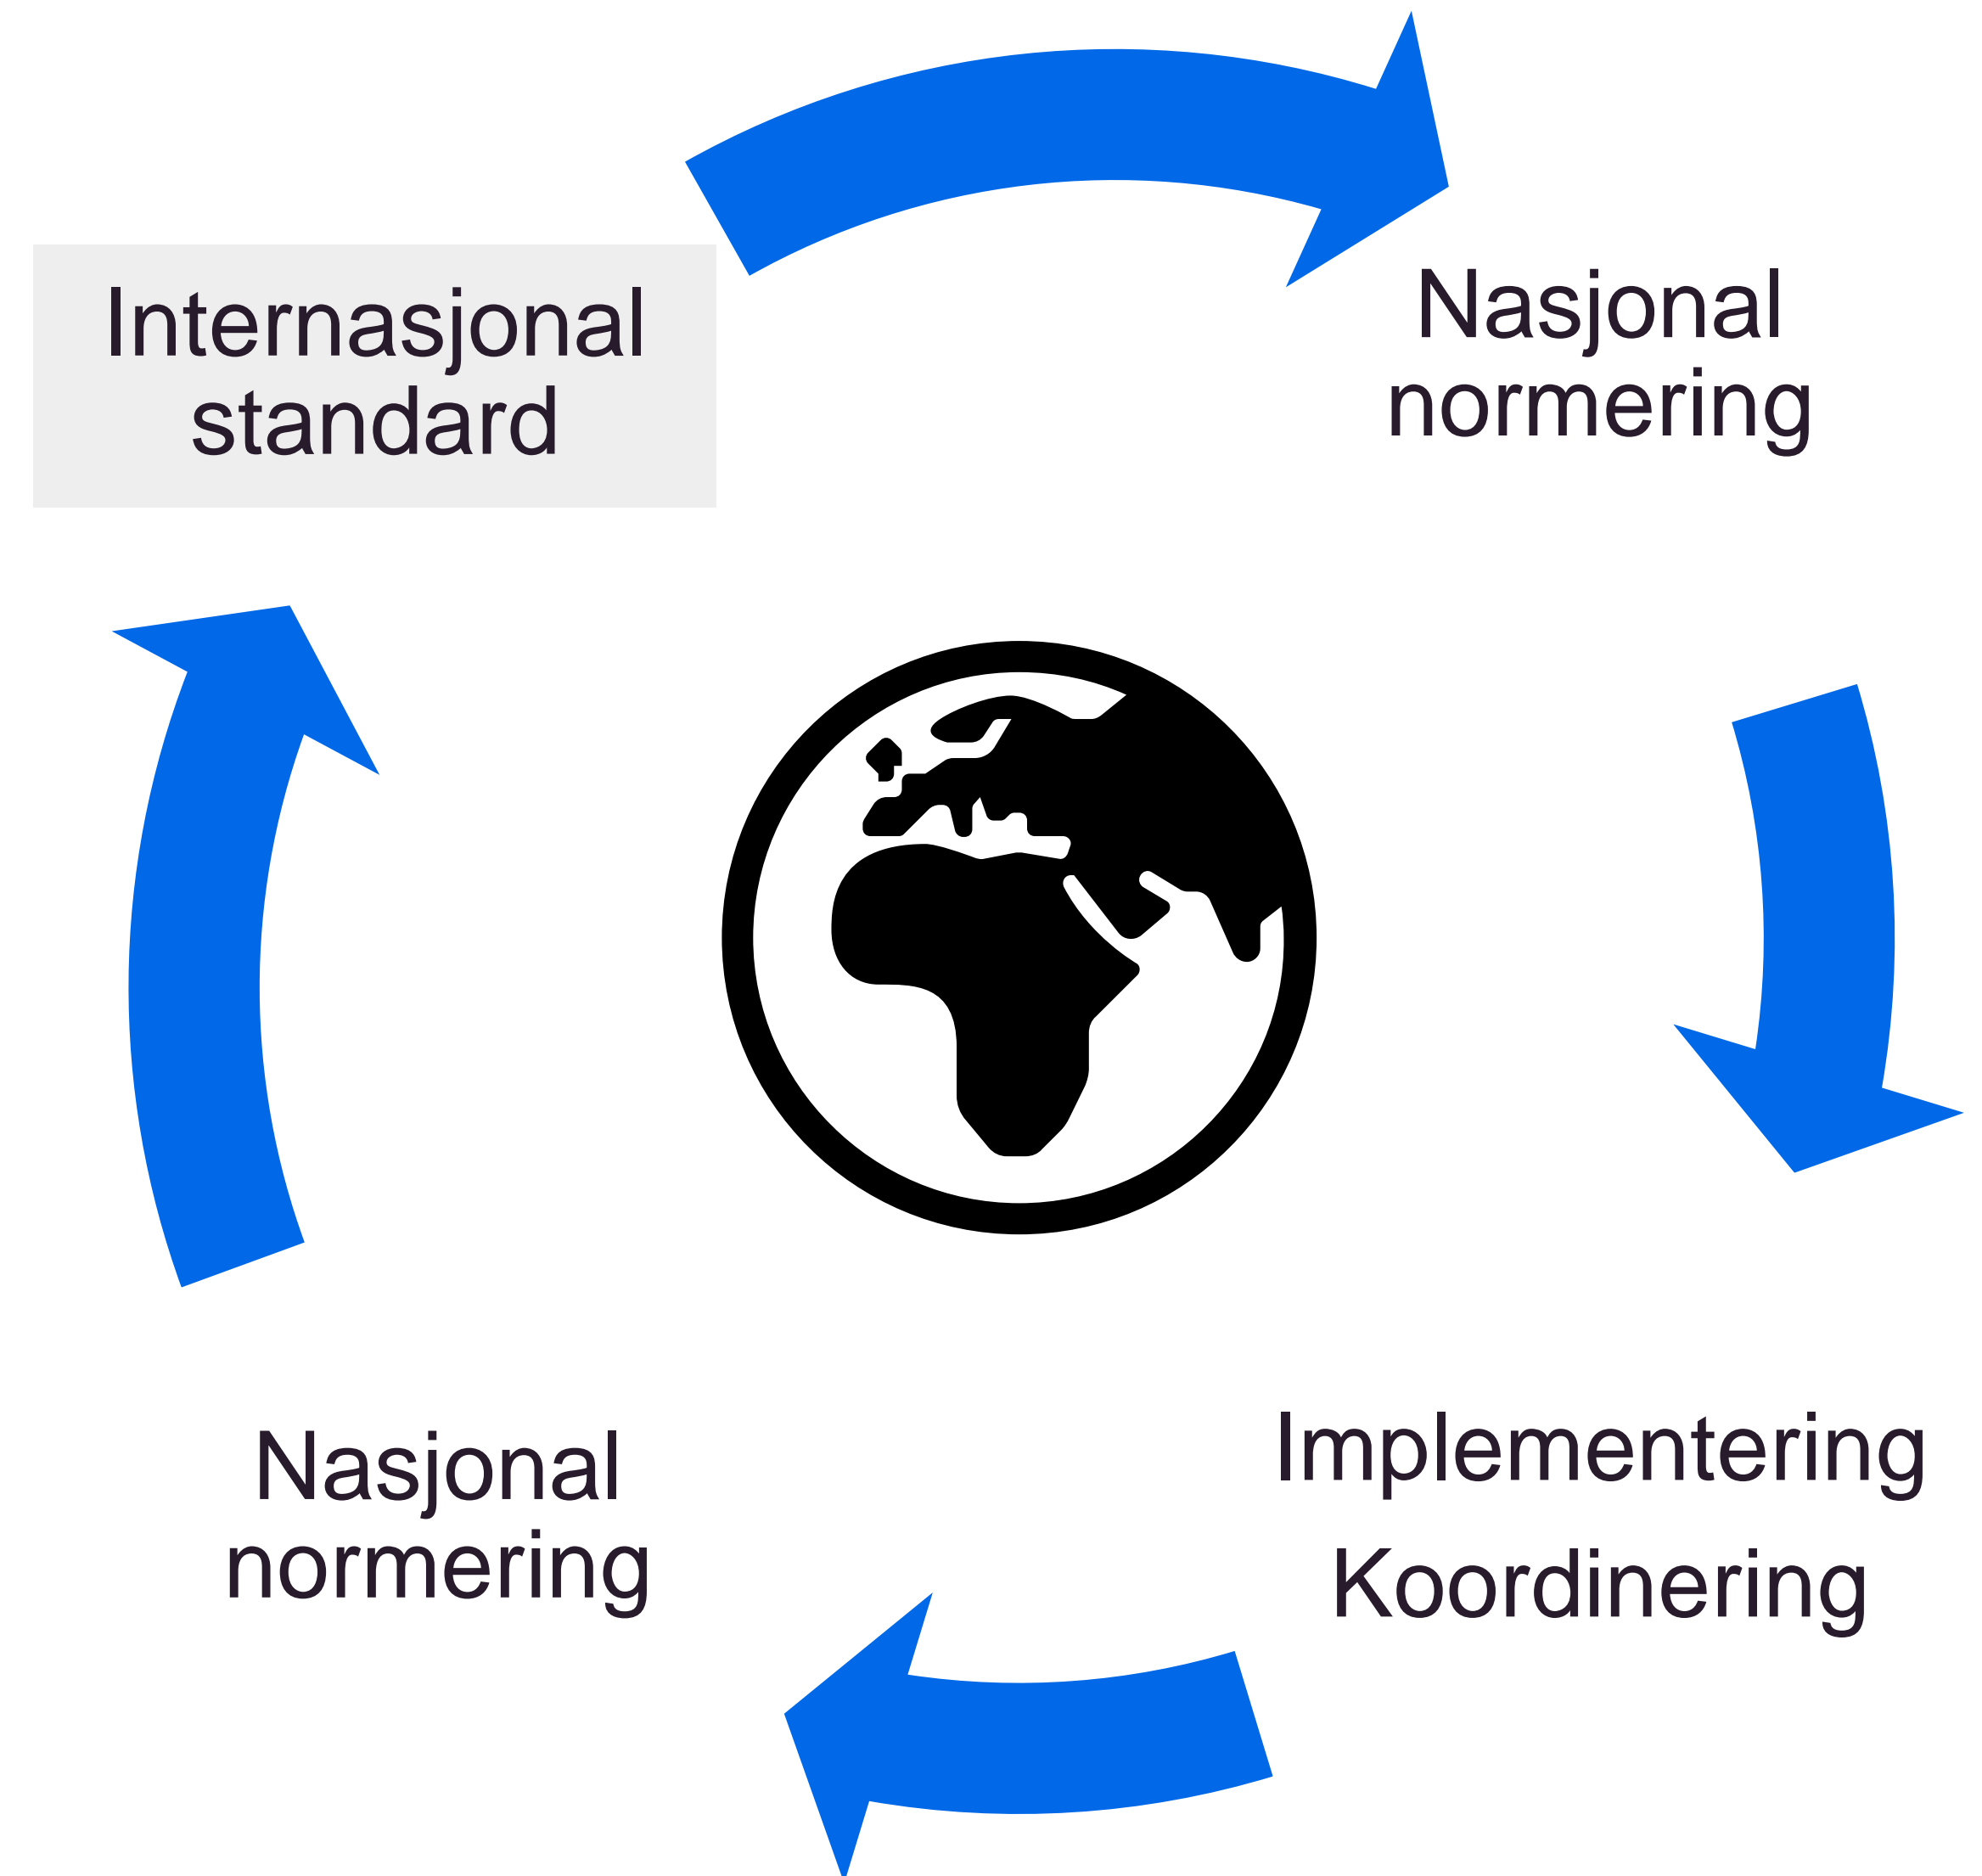 Internasjonal
standard
Nasjonal
normering
Nasjonal
normering
Implementering
Koordinering